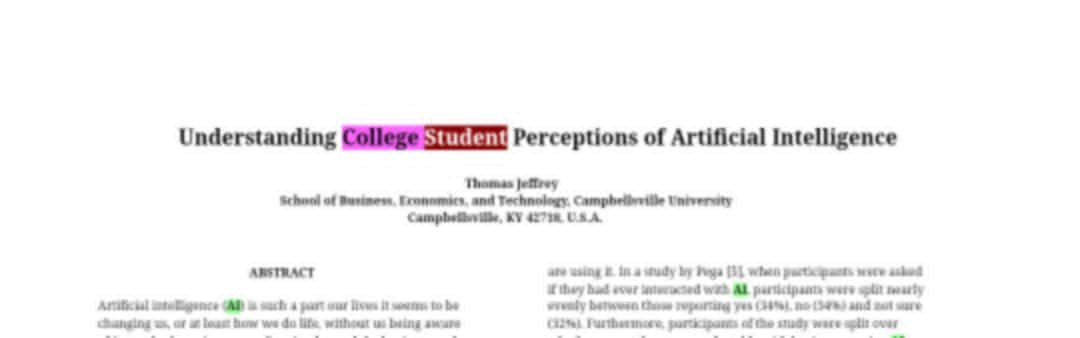 Understanding College Student Perceptions of Artificial Intelligence
Thomas Jeffrey
School of Business, Economics, and Technology, Campbellsville University
Campbellsville, KY 42718, U.S.A.
ABSTRACT
Artificial intelligence (AI) is such a part our lives it seems to be
changing us, or at least how we do life, without us being aware
are using it. In a study by Pega [5], when participants were asked
if they had ever interacted with AI, participants were split nearly
evenly between those reporting yes (34%), no (34%) and not sure
(32%). Furthermore, participants of the study were split over